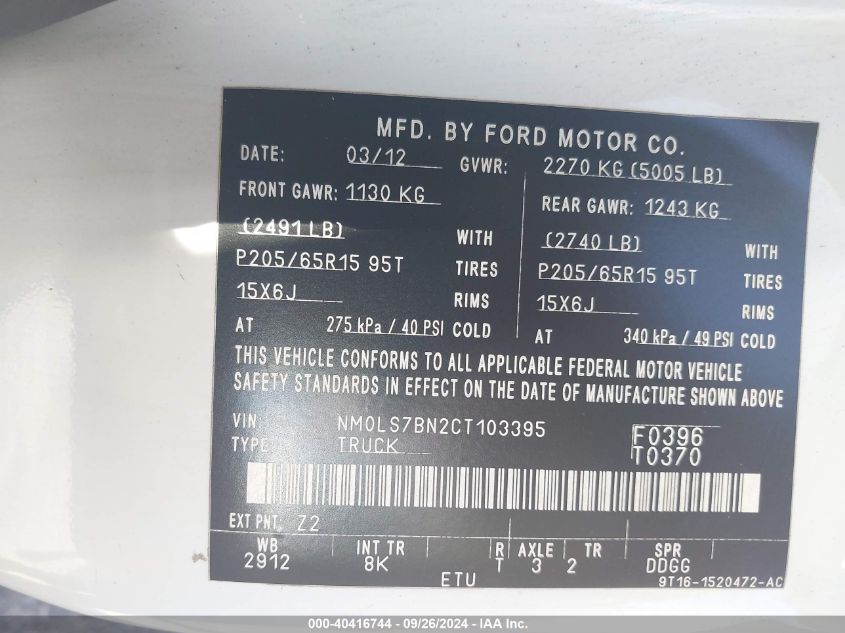 MFD. BY FORD MOTOR CO.
DATE: 03/12 GVWR: 2270 KG (5005 LB)
FRONT GAWR: 1130 KG REAR GAWR: 1243 KG
(2491 LB) WITH (2740 LB) WITH
P205/65R15 95T TIRES P205/65R15 95T TIRES
15X6J RIMS 15X6J RIMS
AT 275 kPa / 40 PSI COLD AT 340 kPa / 49 PSI COLD
THIS VEHICLE CONFORMS TO ALL APPLICABLE FEDERAL MOTOR VEHICLE
SAFETY STANDARDS IN EFFECT ON THE DATE OF MANUFACTURE SHOWN ABOVE
VIN: NM0LS7BN2CT103395 F0396
TYPE: TRUCK T0370
EXT PNT: Z2
WB INT TR R AXLE TR SPR
2912 8K T 3 2 DDGG
ETU 9T16-1520472-AC
000-40416744 - 09/26/2024 - IAA Inc.